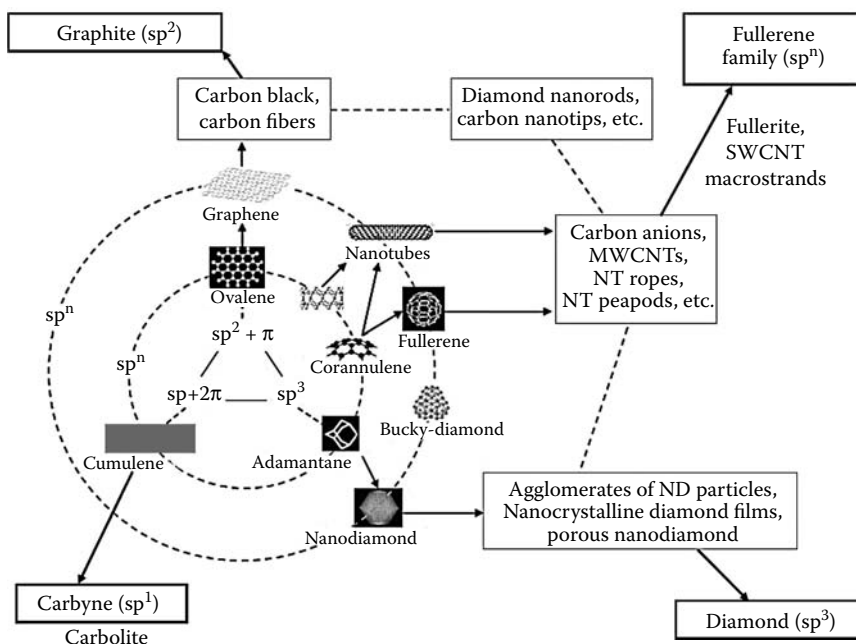 Graphite (sp²)
Fullerene
family (spⁿ)
Carbon black,
carbon fibers
Diamond nanorods,
carbon nanotips, etc.
Fullerite,
SWCNT
macrostrands
Graphene
Nanotubes
Carbon anions,
MWCNTs,
NT ropes,
NT peapods, etc.
Ovalene
spⁿ
sp² + π
Fullerene
spⁿ
Corannulene
sp+2π
sp³
Bucky-diamond
Cumulene
Adamantane
Agglomerates of ND particles,
Nanocrystalline diamond films,
porous nanodiamond
Nanodiamond
Carbyne (sp¹)
Carbolite
Diamond (sp³)